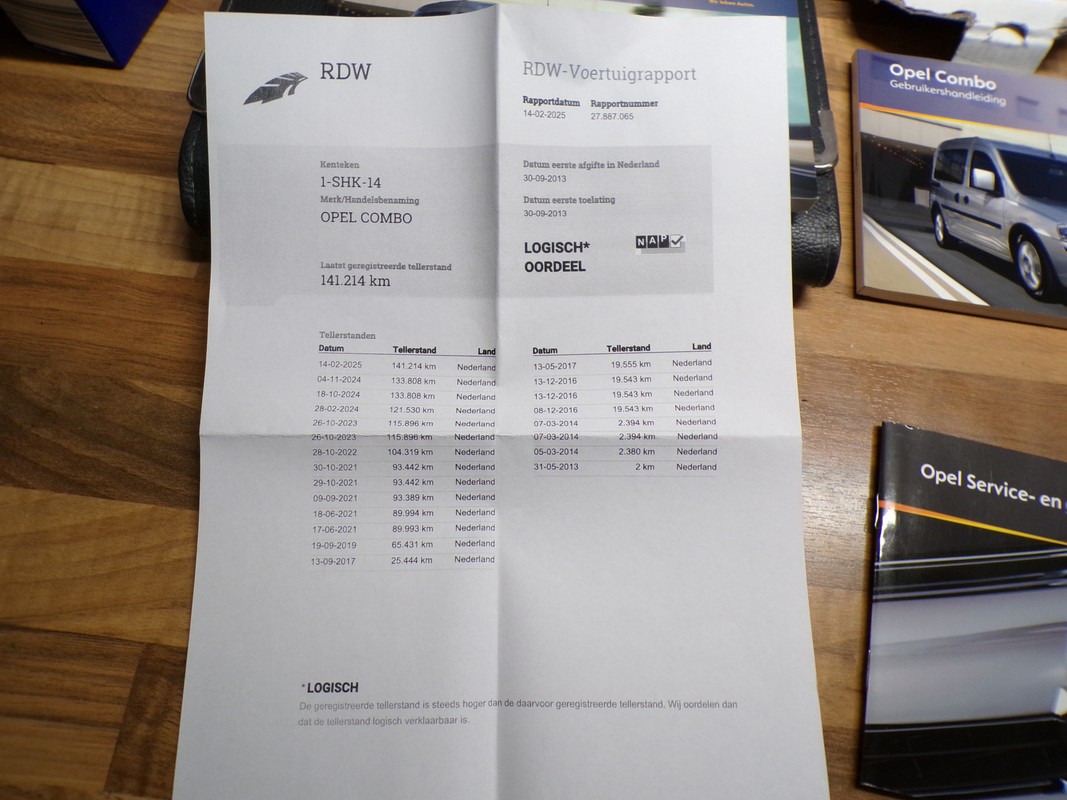 Wir leben Autos.
RDW
RDW-Voertuigrapport
Rapportdatum Rapportnummer
14-02-2025 27.887.065
Kenteken
1-SHK-14
Merk/Handelsbenaming
OPEL COMBO
Laatst geregistreerde tellerstand
141.214 km
Datum eerste afgifte in Nederland
30-09-2013
Datum eerste toelating
30-09-2013
LOGISCH*
OORDEEL
NAP
Tellerstanden
Datum Tellerstand Land
14-02-2025 141.214 km Nederland
04-11-2024 133.808 km Nederland
18-10-2024 133.808 km Nederland
28-02-2024 121.530 km Nederland
26-10-2023 115.896 km Nederland
26-10-2023 115.896 km Nederland
28-10-2022 104.319 km Nederland
30-10-2021 93.442 km Nederland
29-10-2021 93.442 km Nederland
09-09-2021 93.389 km Nederland
18-06-2021 89.994 km Nederland
17-06-2021 89.993 km Nederland
19-09-2019 65.431 km Nederland
13-09-2017 25.444 km Nederland
Datum Tellerstand Land
13-05-2017 19.555 km Nederland
13-12-2016 19.543 km Nederland
13-12-2016 19.543 km Nederland
08-12-2016 19.543 km Nederland
07-03-2014 2.394 km Nederland
07-03-2014 2.394 km Nederland
05-03-2014 2.380 km Nederland
31-05-2013 2 km Nederland
*LOGISCH
De geregistreerde tellerstand is steeds hoger dan de daarvoor geregistreerde tellerstand. Wij oordelen dan
dat de tellerstand logisch verklaarbaar is.
Opel Combo
Gebruikershandleiding
Opel Service- en